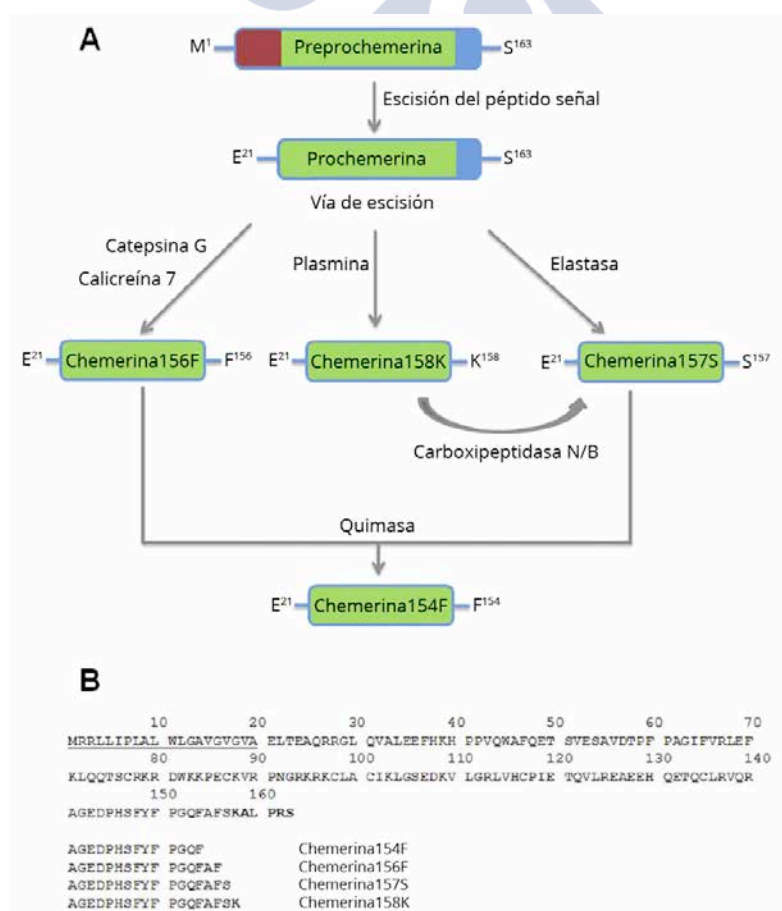 A
M¹ Preprochemerina S¹⁶³
Escisión del péptido señal
E²¹ Prochemerina S¹⁶³
Vía de escisión
Catepsina G
Calicreína 7
Plasmina
Elastasa
E²¹ Chemerina156F F¹⁵⁶ E²¹ Chemerina158K K¹⁵⁸ E²¹ Chemerina157S S¹⁵⁷
Carboxipeptidasa N/B
Quimasa
E²¹ Chemerina154F F¹⁵⁴
B
10 20 30 40 50 60 70
MRRLLIPLAL WLGAVGVGVA ELTEAQRRGL QVALEEFHKH PPVQWAFQET SVESAVDTPF PAGIFVRLEF
80 90 100 110 120 130 140
KLQQTSCRKR DWKKPECKVR PNGRKRKCLA CIKLGSEDKV LGRLVHCPIE TQVLREAEEH QETQCLRVQR
150 160
AGEDPHSFYF PGQFAFSKAL PRS
AGEDPHSFYF PGQF Chemerina154F
AGEDPHSFYF PGQFAF Chemerina156F
AGEDPHSFYF PGQFAFS Chemerina157S
AGEDPHSFYF PGQFAFSK Chemerina158K